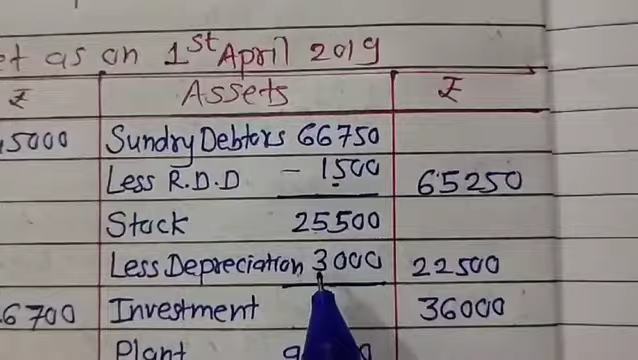 et as on 1st April 2019
₹ Assets ₹
5000 Sundry Debtors 66750
Less R.D.D - 1500 65250
Stock 25500
Less Depreciation 3000 22500
6700 Investment 36000
Plant